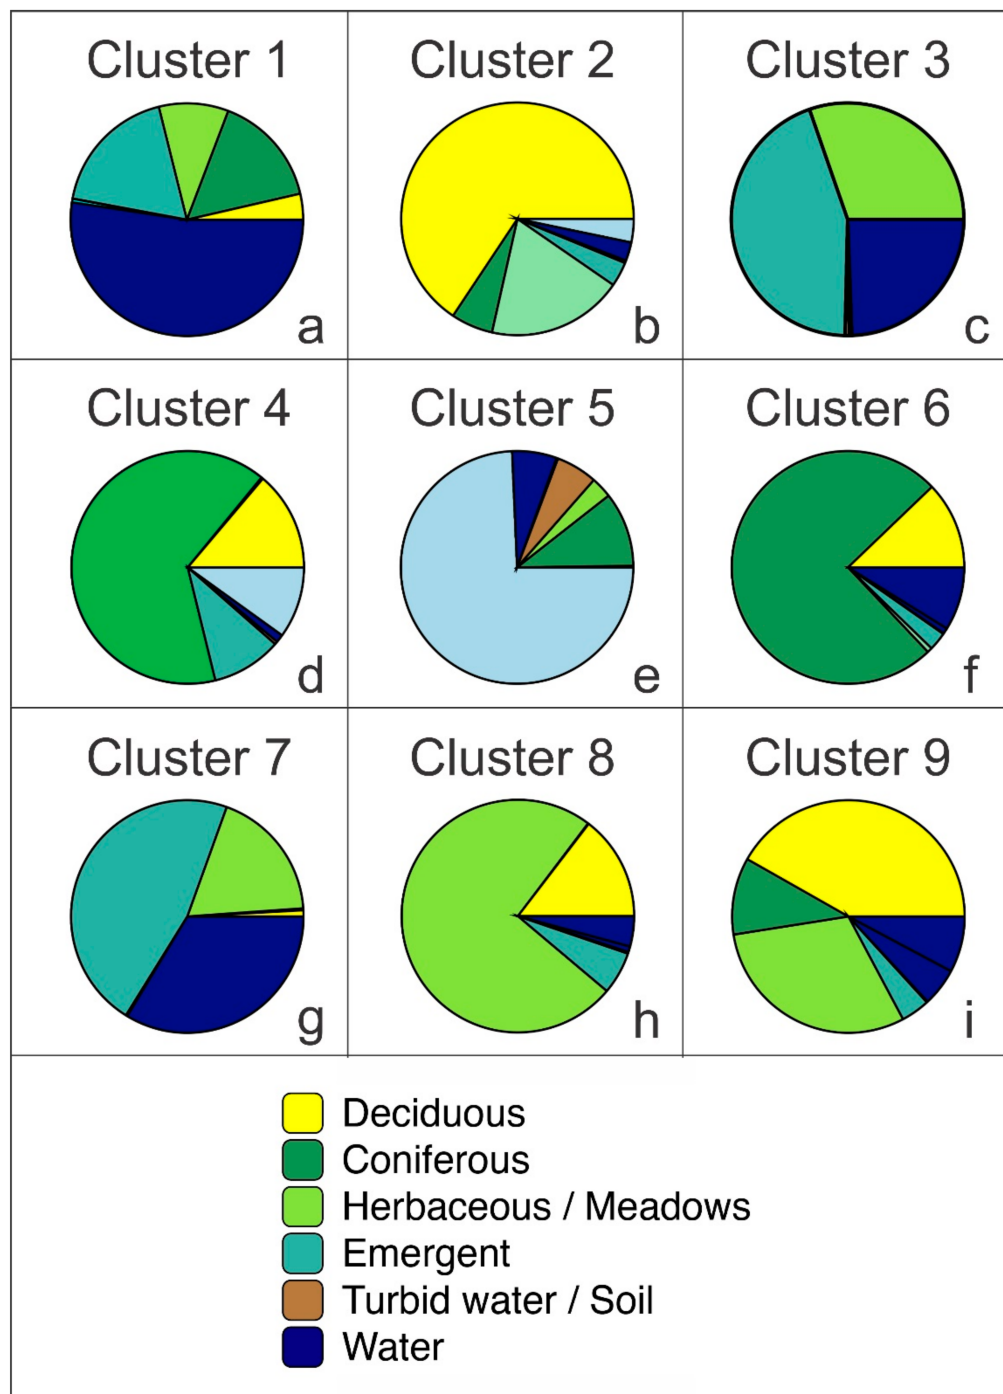 Cluster 1
Cluster 2
Cluster 3
a
b
c
Cluster 4
Cluster 5
Cluster 6
d
e
f
Cluster 7
Cluster 8
Cluster 9
g
h
i
Deciduous
Coniferous
Herbaceous / Meadows
Emergent
Turbid water / Soil
Water